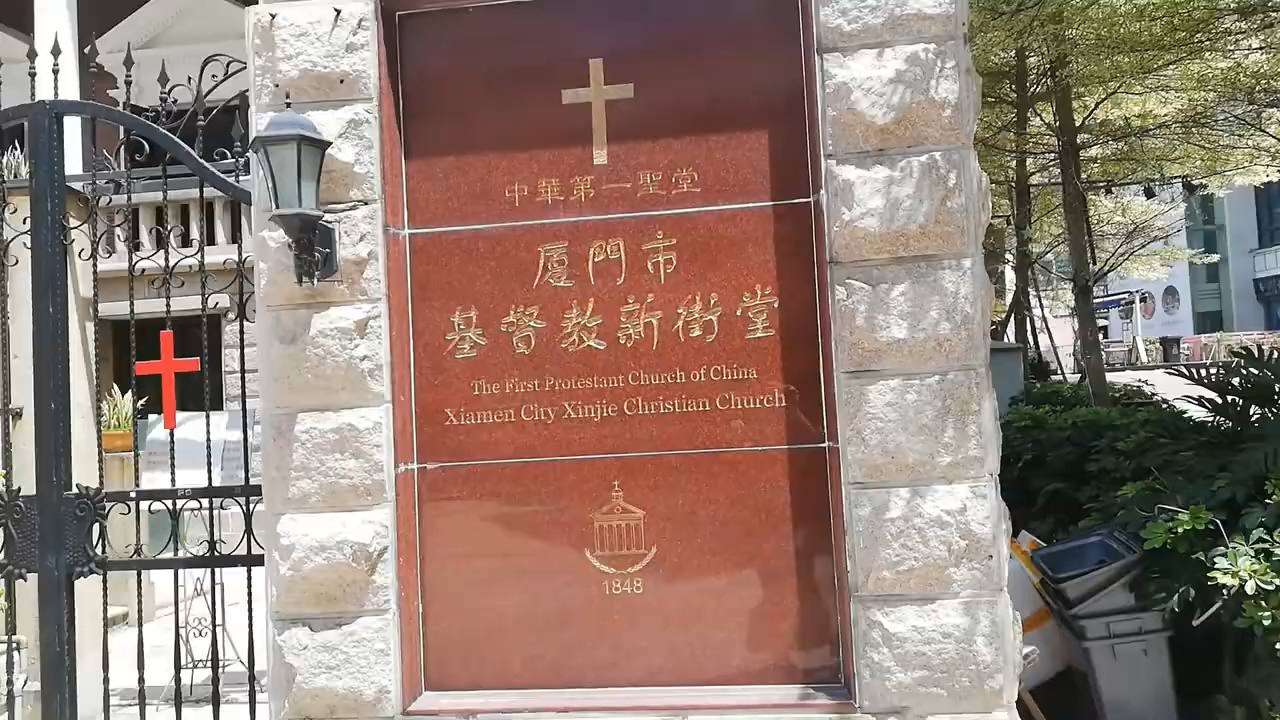 中華第一聖堂
厦門市
基督教新街堂
The First Protestant Church of China
Xiamen City Xinjie Christian Church
1848